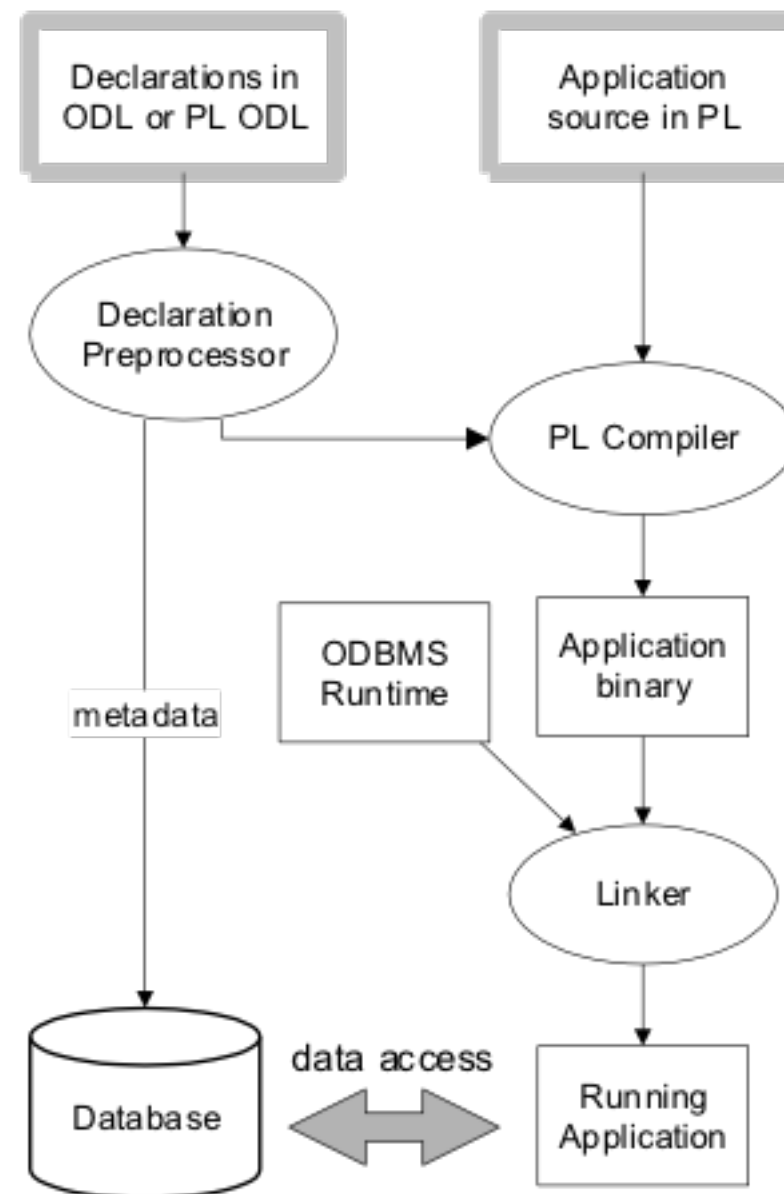 Declarations in
ODL or PL ODL
Application
source in PL
Declaration
Preprocessor
PL Compiler
ODBMS
Runtime
Application
binary
metadata
Linker
data access
Database
Running
Application